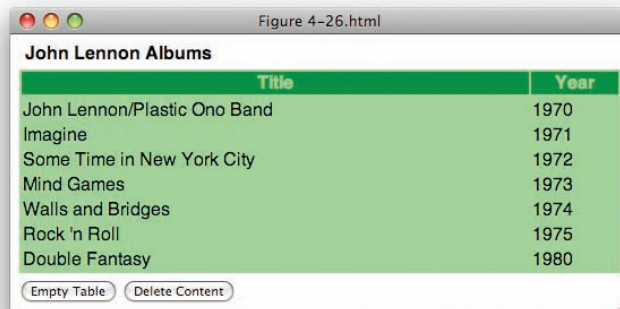 Figure 4-26.html
John Lennon Albums
Title Year
John Lennon/Plastic Ono Band 1970
Imagine 1971
Some Time in New York City 1972
Mind Games 1973
Walls and Bridges 1974
Rock 'n Roll 1975
Double Fantasy 1980
Empty Table Delete Content